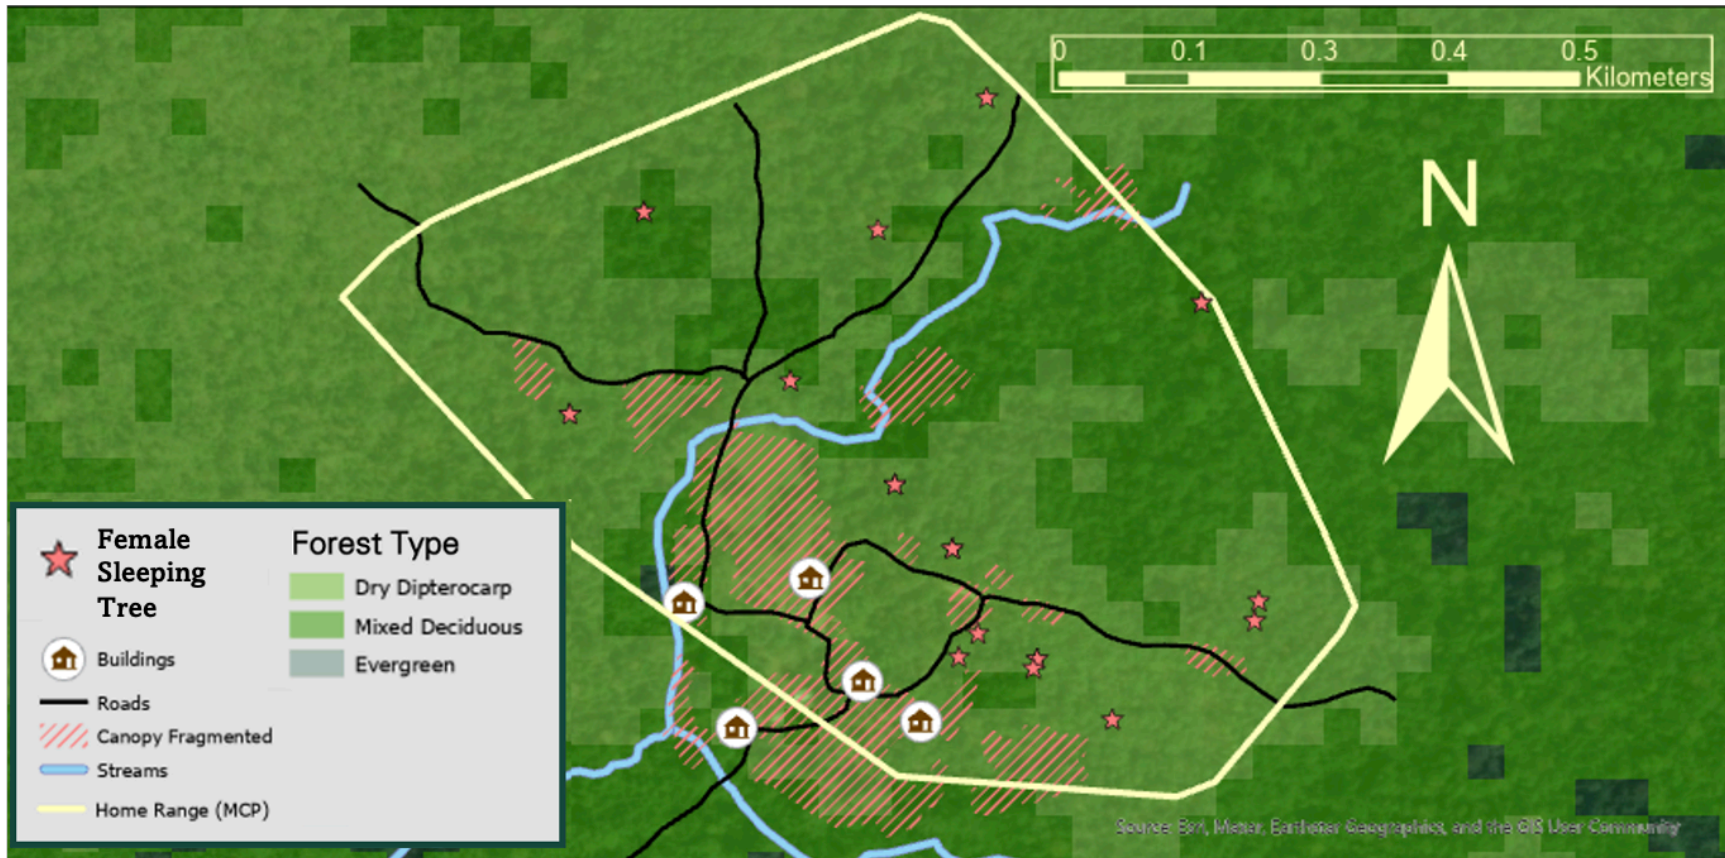 0 0.1 0.3 0.4 0.5
Kilometers
N
Female
Sleeping
Tree
Buildings
Roads
Canopy Fragmented
Streams
Home Range (MCP)
Forest Type
Dry Dipterocarp
Mixed Deciduous
Evergreen
Source: Esri, Maxar, Earthstar Geographics, and the GIS User Community